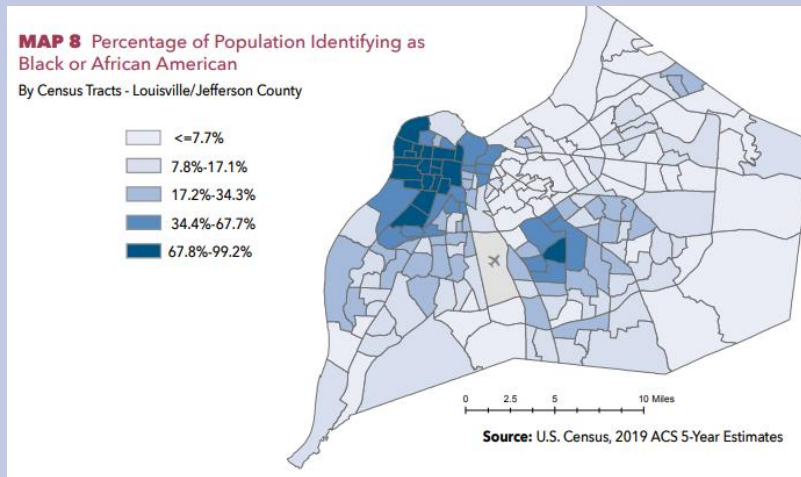 MAP 8 Percentage of Population Identifying as
Black or African American
By Census Tracts - Louisville/Jefferson County
<=7.7%
7.8%-17.1%
17.2%-34.3%
34.4%-67.7%
67.8%-99.2%
0 2.5 5 10 Miles
Source: U.S. Census, 2019 ACS 5-Year Estimates